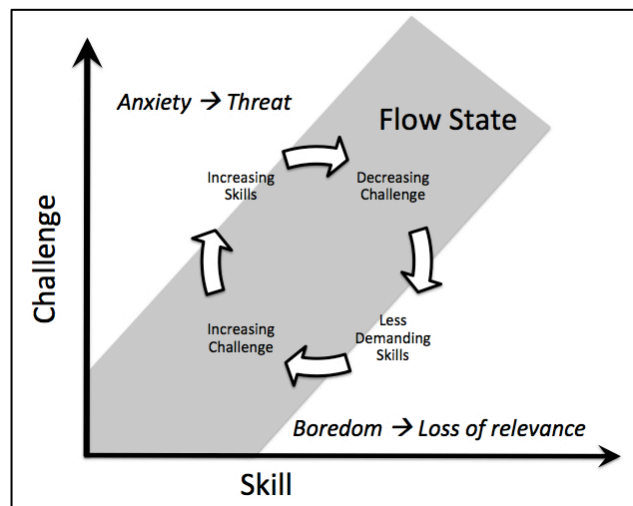 Anxiety → Threat
Flow State
Increasing
Skills
Decreasing
Challenge
Challenge
Increasing
Challenge
Less
Demanding
Skills
Boredom → Loss of relevance
Skill